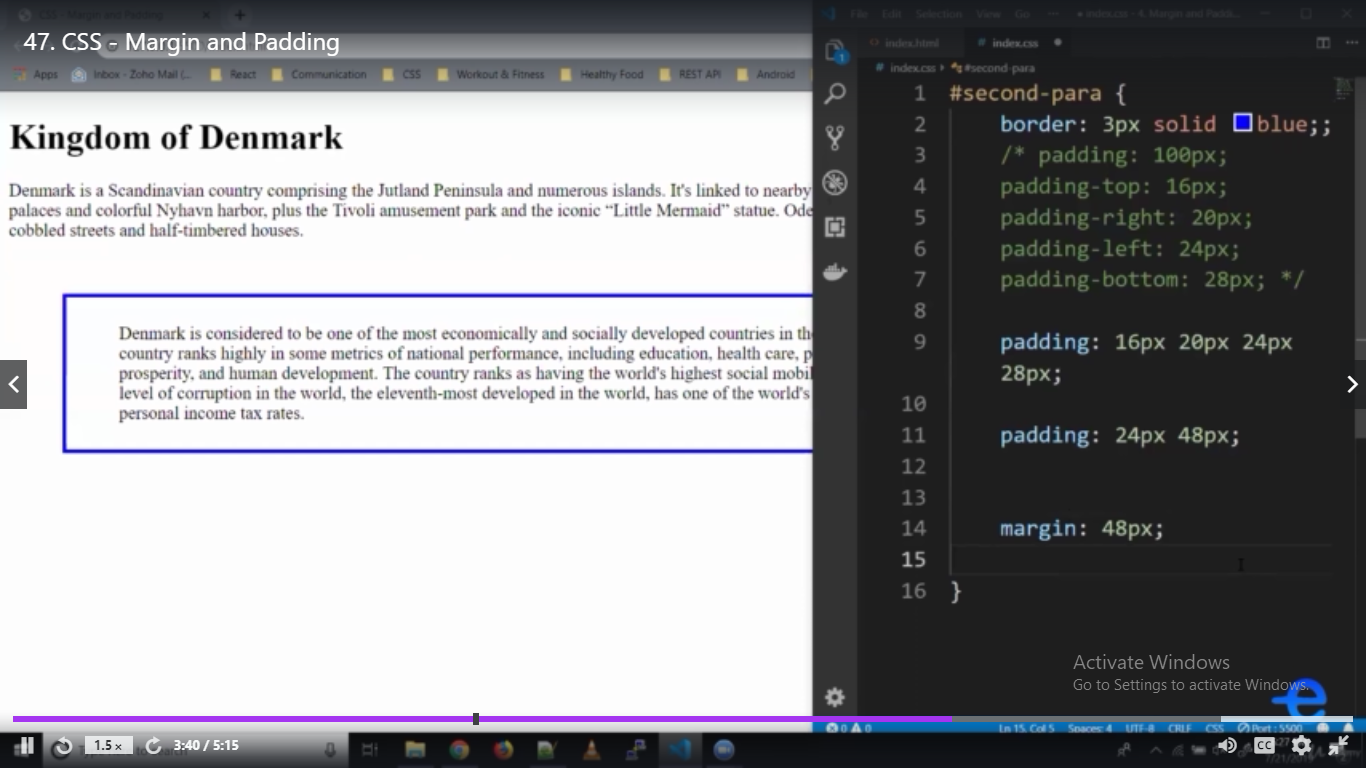 CSS - Margin and Padding
47. CSS - Margin and Padding
Apps Inbox - Zoho Mail (... React Communication CSS Workout & Fitness Healthy Food REST API Android
Kingdom of Denmark
Denmark is a Scandinavian country comprising the Jutland Peninsula and numerous islands. It's linked to nearby
palaces and colorful Nyhavn harbor, plus the Tivoli amusement park and the iconic “Little Mermaid” statue. Ode
cobbled streets and half-timbered houses.
Denmark is considered to be one of the most economically and socially developed countries in th
country ranks highly in some metrics of national performance, including education, health care, p
prosperity, and human development. The country ranks as having the world's highest social mobil
level of corruption in the world, the eleventh-most developed in the world, has one of the world's
personal income tax rates.
File Edit Selection View Go ... ● index.css - 4. Margin and Paddi...
index.html # index.css ●
1
# index.css › #second-para
1 #second-para {
2 border: 3px solid blue;;
3 /* padding: 100px;
4 padding-top: 16px;
5 padding-right: 20px;
6 padding-left: 24px;
7 padding-bottom: 28px; */
8
9 padding: 16px 20px 24px
28px;
10
11 padding: 24px 48px;
12
13
14 margin: 48px;
15
16 }
Activate Windows
Go to Settings to activate Windows.
0 0 Ln 15, Col 5 Spaces: 4 UTF-8 CRLF CSS Port : 5500
1.5 × 3:40 / 5:15 CC